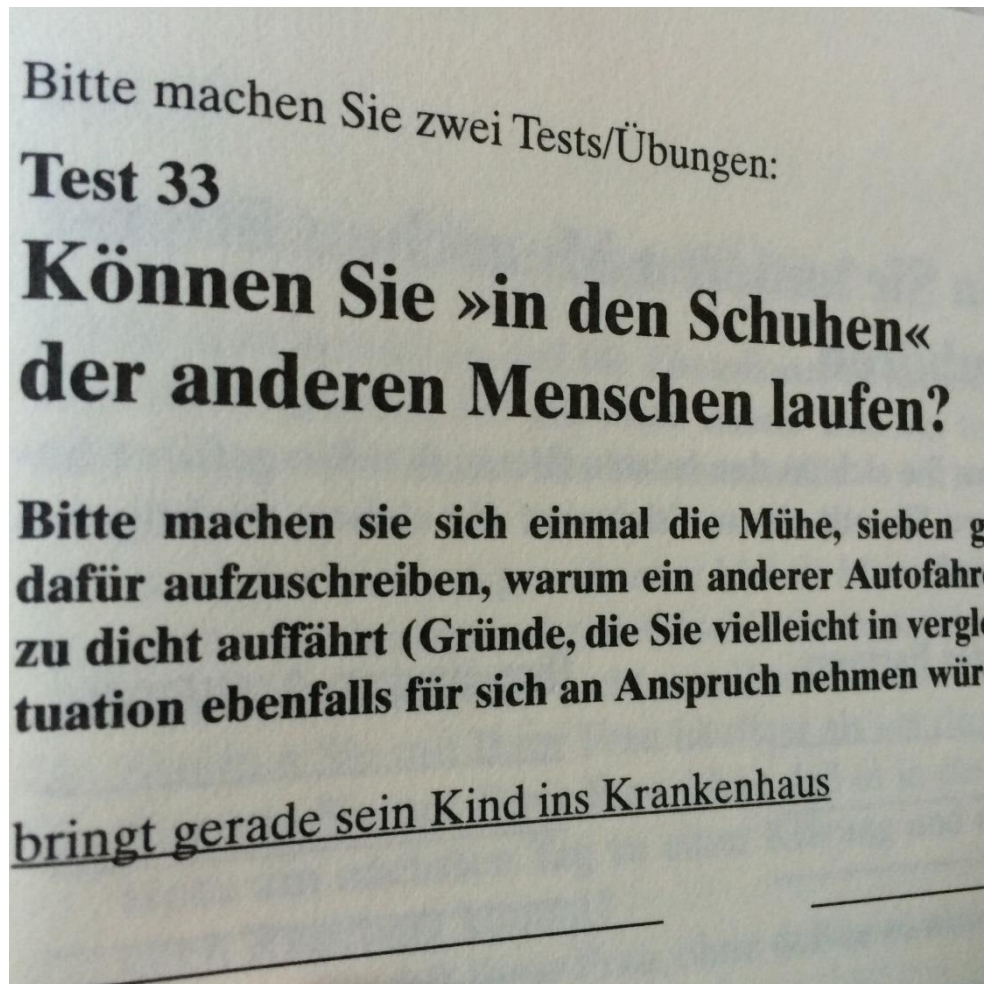 Bitte machen Sie zwei Tests/Übungen:
Test 33
Können Sie »in den Schuhen«
der anderen Menschen laufen?
Bitte machen sie sich einmal die Mühe, sieben
dafür aufzuschreiben, warum ein anderer
zu dicht auffährt (Gründe, die Sie vielleicht in
tuation ebenfalls für sich an Anspruch nehmen
bringt gerade sein Kind ins Krankenhaus